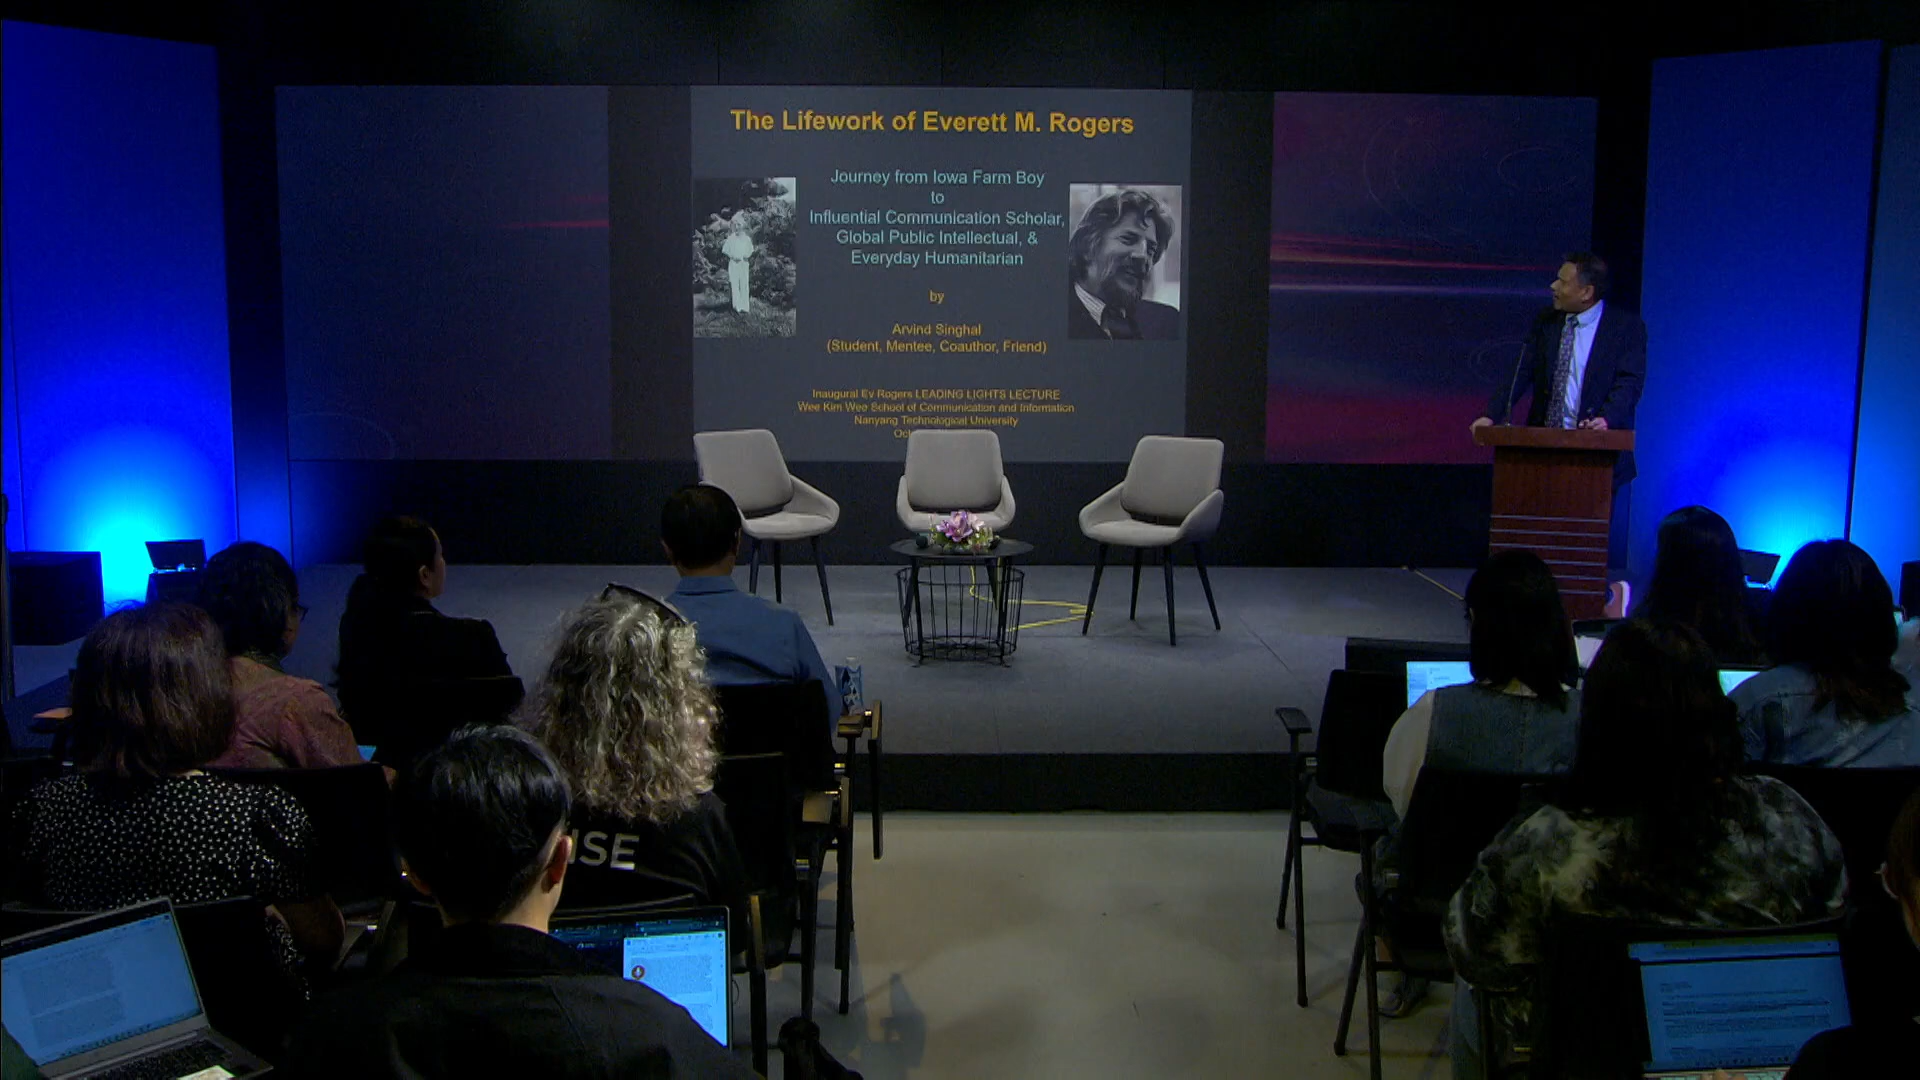 The Lifework of Everett M. Rogers
Journey from Iowa Farm Boy
to
Influential Communication Scholar,
Global Public Intellectual, &
Everyday Humanitarian
by
Arvind Singhal
(Student, Mentee, Coauthor, Friend)
Inaugural Ev Rogers LEADING LIGHTS LECTURE
Wee Kim Wee School of Communication and Information
Nanyang Technological University